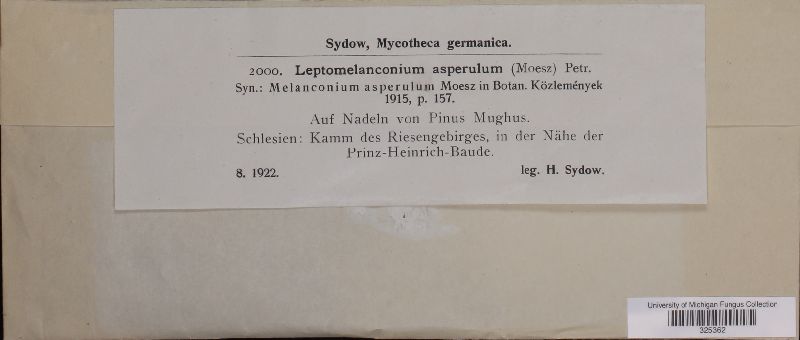 Sydow, Mycotheca germanica.
2000. Leptomelanconium asperulum (Moesz) Petr.
Syn.: Melanconium asperulum Moesz in Botan. Közlemények
1915, p. 157.
Auf Nadeln von Pinus Mughus.
Schlesien: Kamm des Riesengebirges, in der Nähe der
Prinz-Heinrich-Baude.
8. 1922. leg. H. Sydow.
University of Michigan Fungus Collection
325362